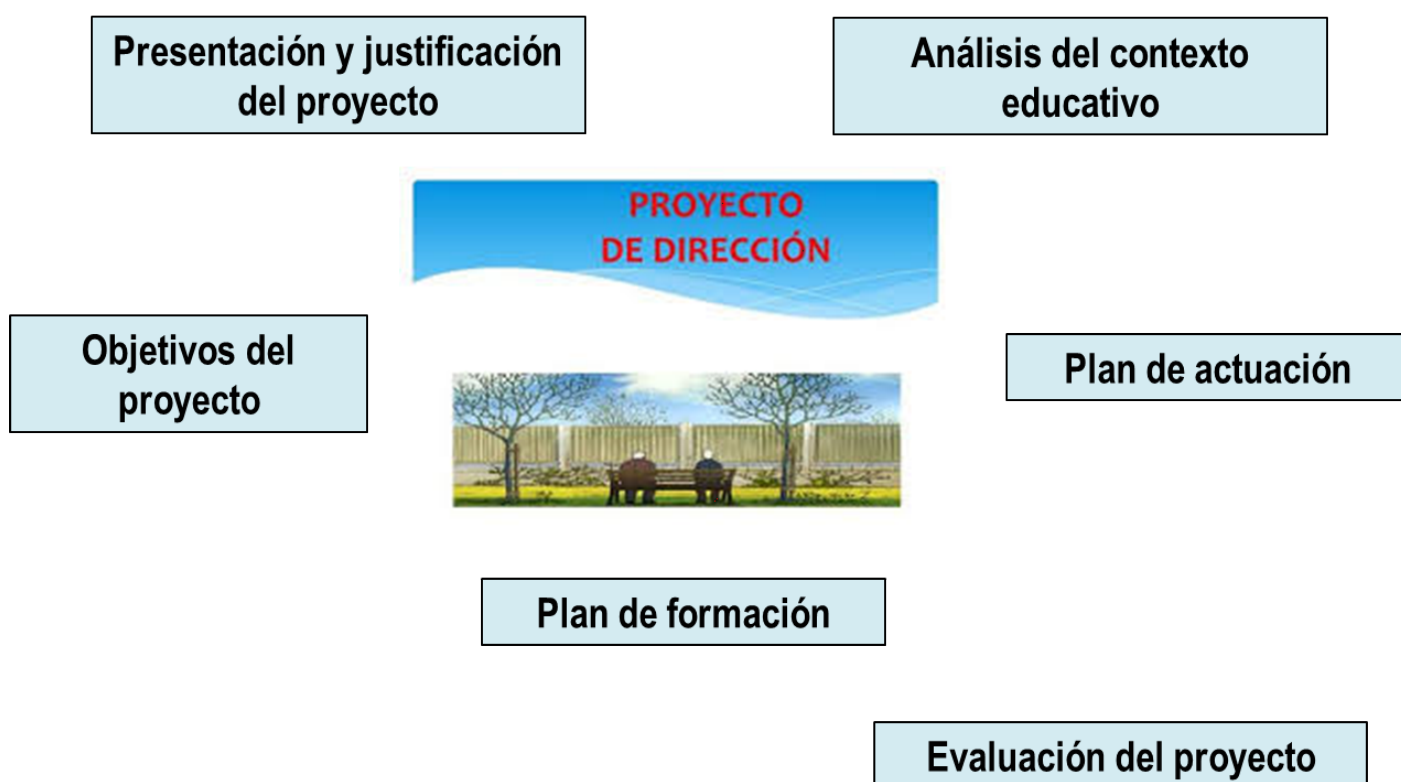 Presentación y justificación
del proyecto
Análisis del contexto
educativo
PROYECTO
DE DIRECCIÓN
Objetivos del
proyecto
Plan de actuación
Plan de formación
Evaluación del proyecto